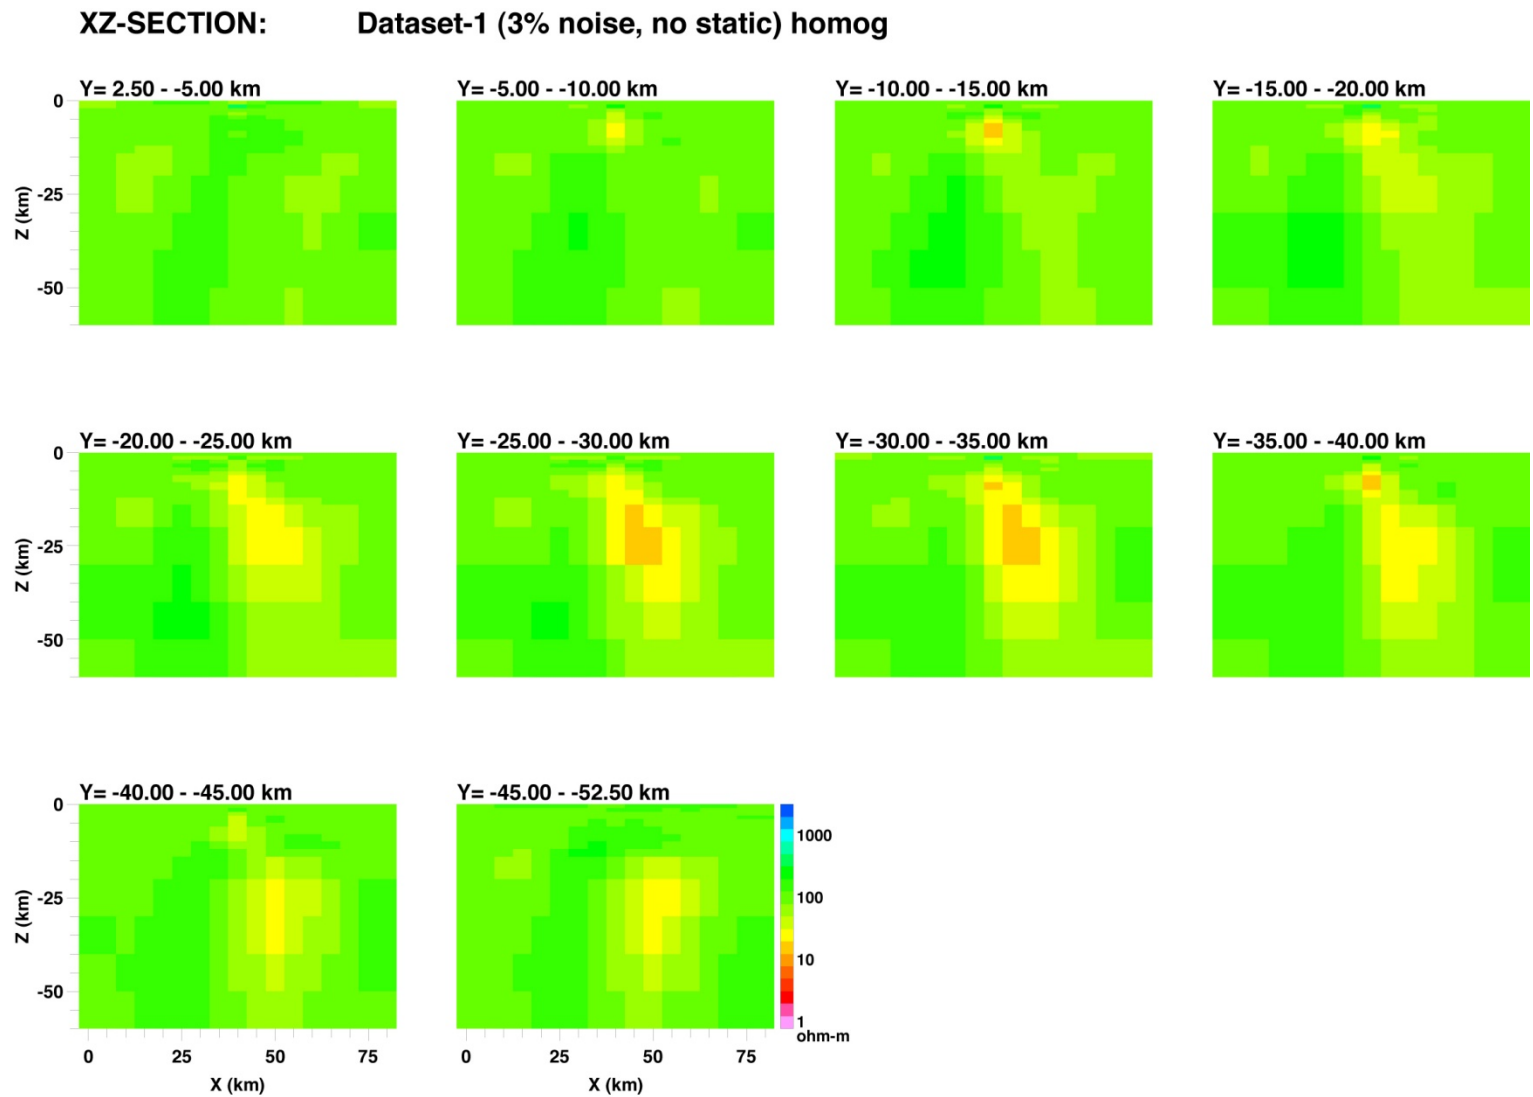 XZ-SECTION: Dataset-1 (3% noise, no static) homog
Y= 2.50 - -5.00 km
Y= -5.00 - -10.00 km
Y= -10.00 - -15.00 km
Y= -15.00 - -20.00 km
0
-25
-50
Z (km)
Y= -20.00 - -25.00 km
Y= -25.00 - -30.00 km
Y= -30.00 - -35.00 km
Y= -35.00 - -40.00 km
0
-25
-50
Z (km)
Y= -40.00 - -45.00 km
Y= -45.00 - -52.50 km
0
-25
-50
Z (km)
1000
100
10
1
ohm-m
0 25 50 75
X (km)
0 25 50 75
X (km)